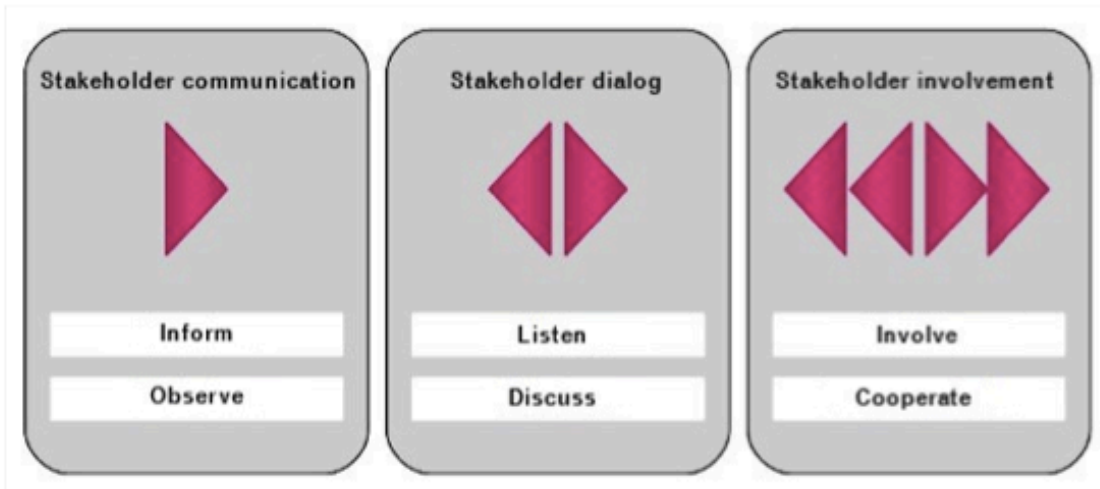 Stakeholder communication
Inform
Observe
Stakeholder dialog
Listen
Discuss
Stakeholder involvement
Involve
Cooperate